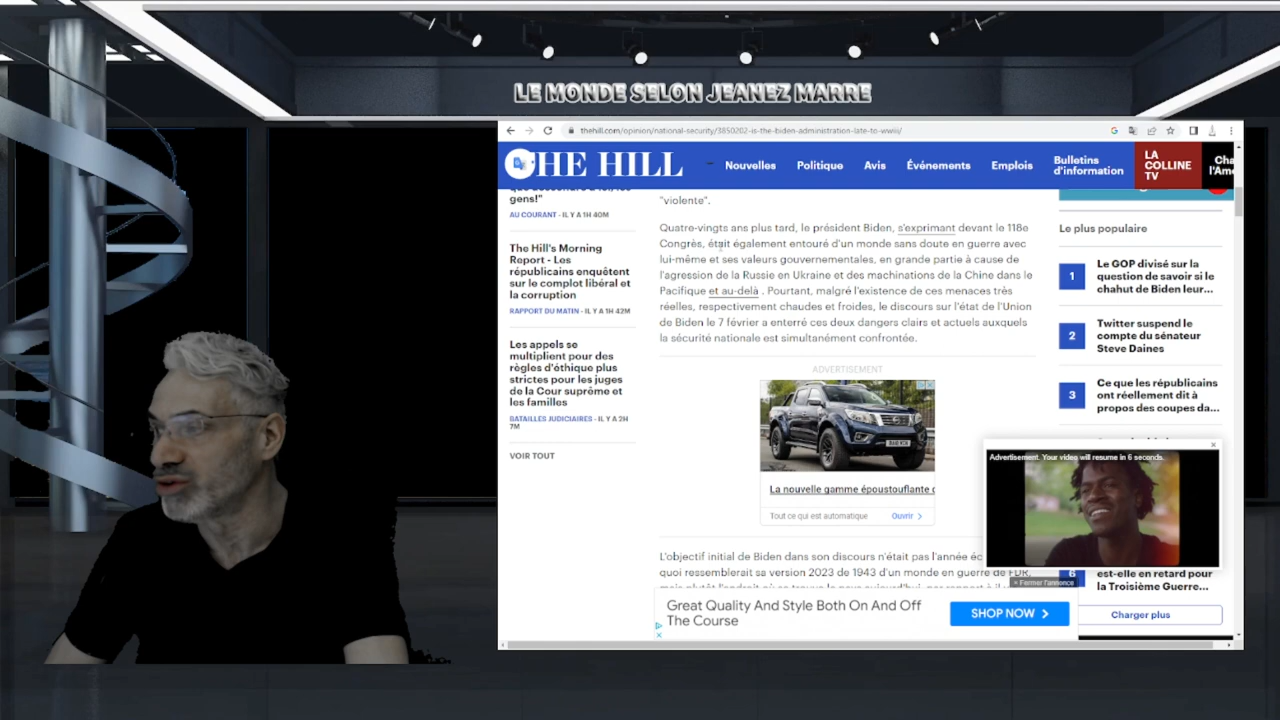 LE MONDE SELON JEANEZ MARRE
thehill.com/opinion/national-security/3850202-is-the-biden-administration-late-to-wwiii/
THE HILL
Nouvelles
Politique
Avis
Événements
Emplois
Bulletins
d'information
LA
COLLINE
TV
Cha
l'Am
gens!"
AU COURANT - IL Y A 1H 40M
The Hill's Morning
Report - Les
républicains enquêtent
sur le complot libéral et
la corruption
RAPPORT DU MATIN - IL Y A 1H 42M
Les appels se
multiplient pour des
règles d'éthique plus
strictes pour les juges
de la Cour suprême et
les familles
BATAILLES JUDICIAIRES - IL Y A 2H
7M
VOIR TOUT
"violente".
Quatre-vingts ans plus tard, le président Biden, s'exprimant devant le 118e
Congrès, était également entouré d'un monde sans doute en guerre avec
lui-même et ses valeurs gouvernementales, en grande partie à cause de
l'agression de la Russie en Ukraine et des machinations de la Chine dans le
Pacifique et au-delà . Pourtant, malgré l'existence de ces menaces très
réelles, respectivement chaudes et froides, le discours sur l'état de l'Union
de Biden le 7 février a enterré ces deux dangers clairs et actuels auxquels
la sécurité nationale est simultanément confrontée.
ADVERTISEMENT
La nouvelle gamme époustouflante d
Tout ce qui est automatique
Ouvrir >
L'objectif initial de Biden dans son discours n'était pas l'année éc
quoi ressemblerait sa version 2023 de 1943 d'un monde en guerre de FDR,
Le plus populaire
1
Le GOP divisé sur la
question de savoir si le
chahut de Biden leur...
2
Twitter suspend le
compte du sénateur
Steve Daines
3
Ce que les républicains
ont réellement dit à
propos des coupes da...
Advertisement. Your video will resume in 6 seconds.
6
est-elle en retard pour
la Troisième Guerre...
× Fermer l'annonce
Charger plus
Great Quality And Style Both On And Off
The Course
SHOP NOW >